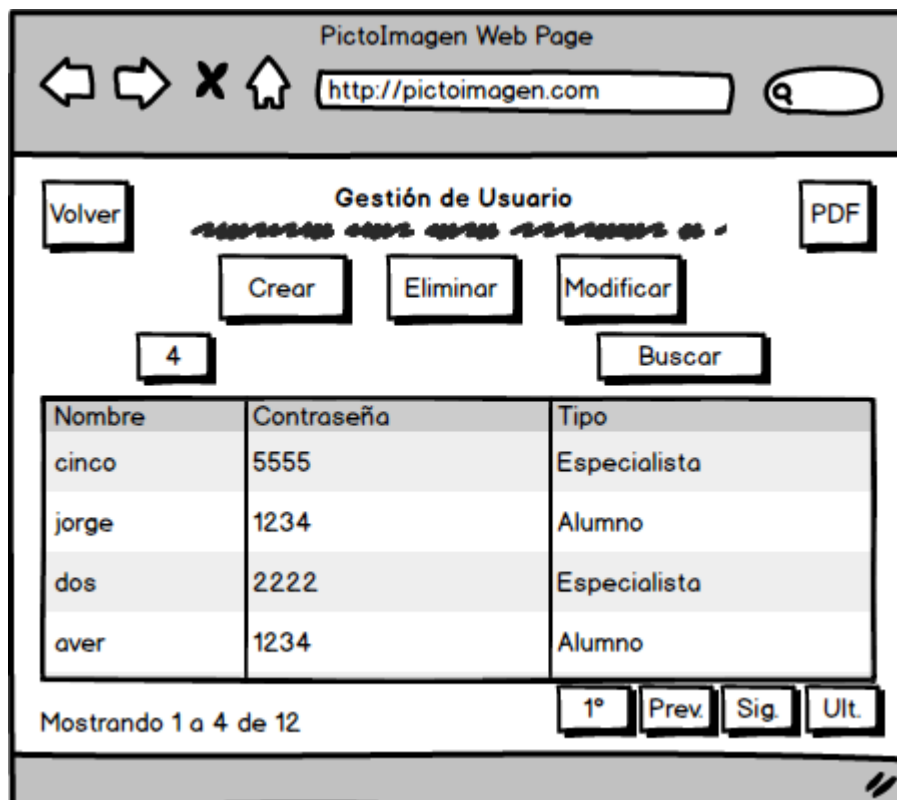 PictoImagen Web Page
http://pictoimagen.com
Volver
Gestión de Usuario
PDF
Crear Eliminar Modificar
4 Buscar
Nombre Contraseña Tipo
cinco 5555 Especialista
jorge 1234 Alumno
dos 2222 Especialista
aver 1234 Alumno
Mostrando 1 a 4 de 12
1° Prev. Sig. Ult.